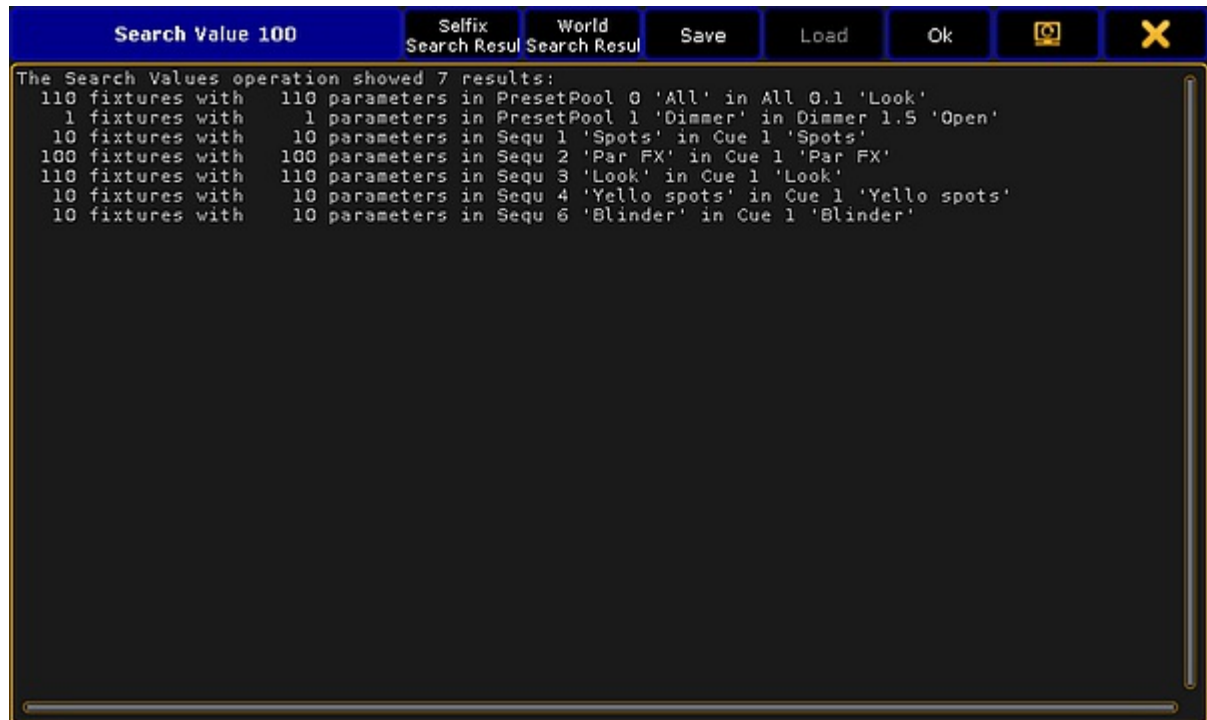 Search Value 100
Selfix
Search Resul
World
Search Resul
Save
Load
Ok
The Search Values operation showed 7 results:
110 fixtures with 110 parameters in PresetPool 0 'All' in All 0.1 'Look'
1 fixtures with 1 parameters in PresetPool 1 'Dimmer' in Dimmer 1.5 'Open'
10 fixtures with 10 parameters in Sequ 1 'Spots' in Cue 1 'Spots'
100 fixtures with 100 parameters in Sequ 2 'Par FX' in Cue 1 'Par FX'
110 fixtures with 110 parameters in Sequ 3 'Look' in Cue 1 'Look'
10 fixtures with 10 parameters in Sequ 4 'Yello spots' in Cue 1 'Yello spots'
10 fixtures with 10 parameters in Sequ 6 'Blinder' in Cue 1 'Blinder'